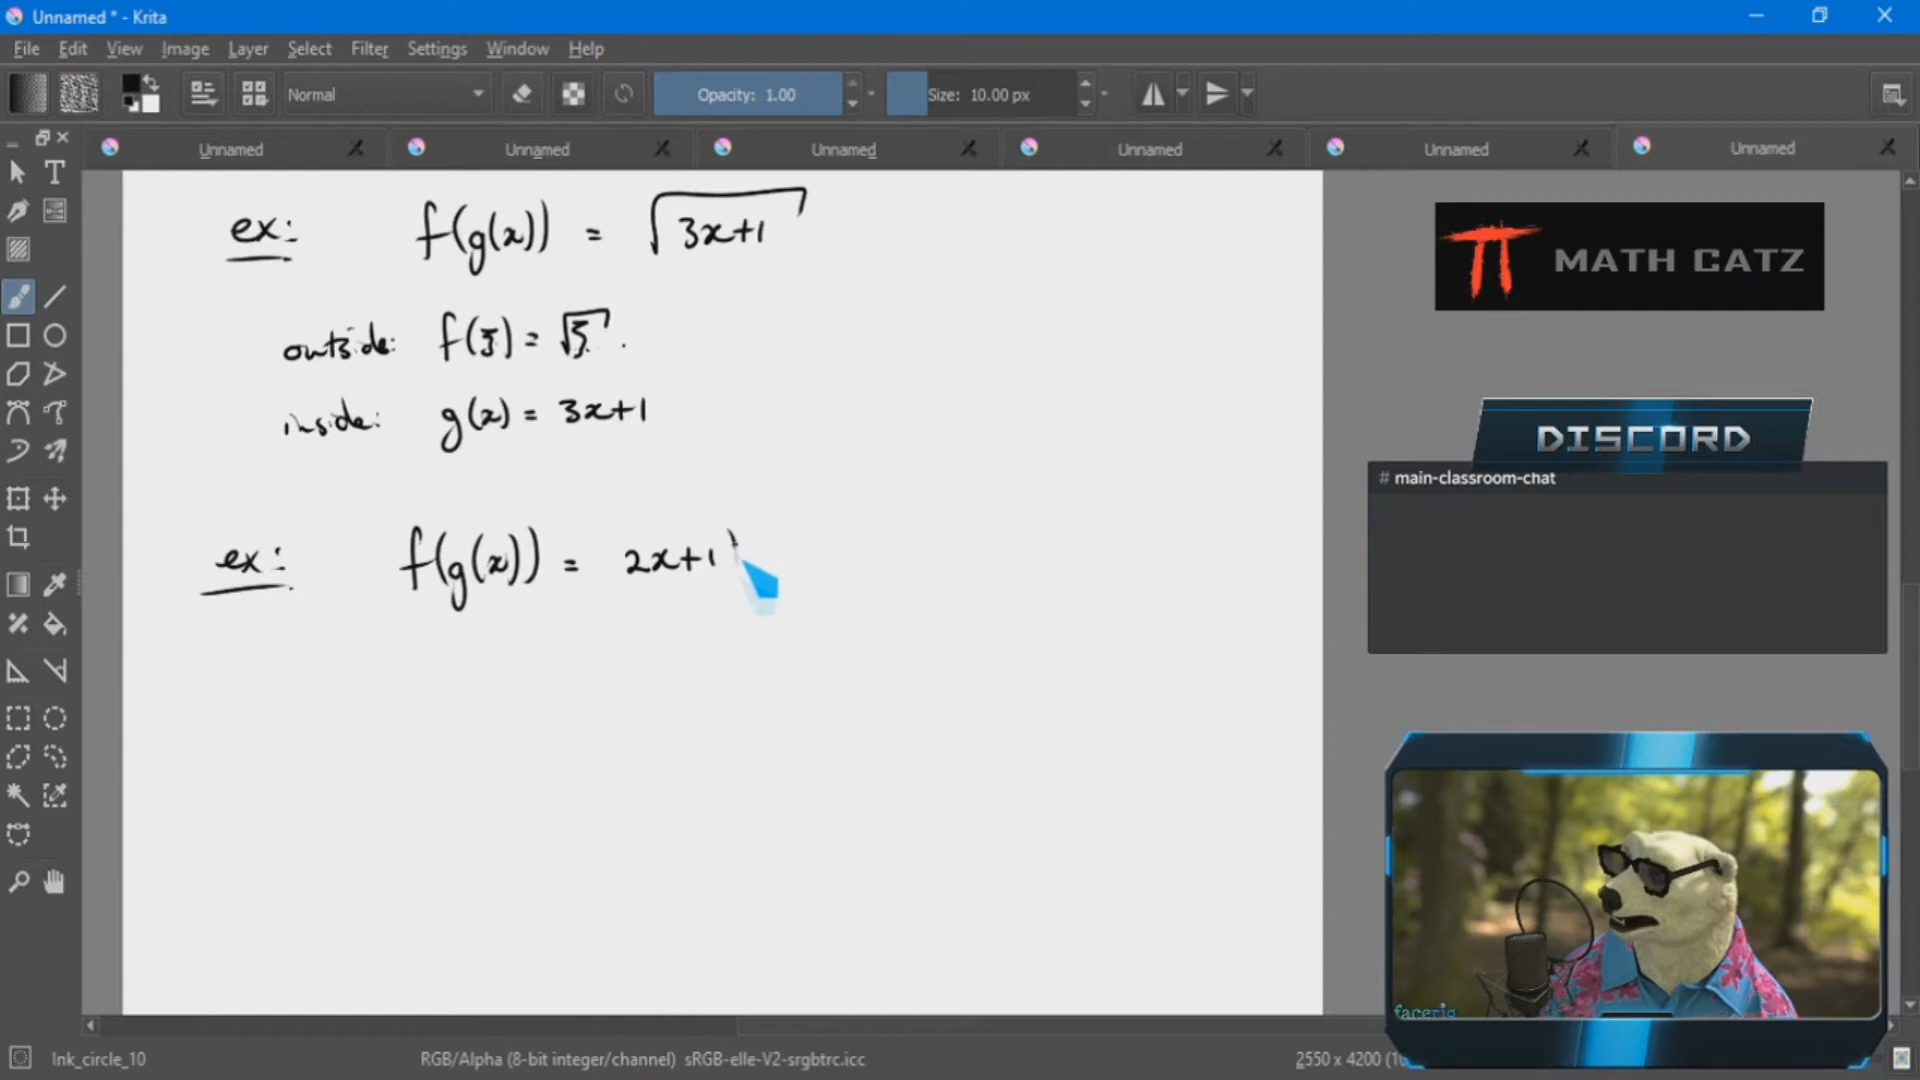 Unnamed * - Krita
File Edit View Image Layer Select Filter Settings Window Help
Normal
Opacity: 1.00
Size: 10.00 px
Unnamed
Unnamed
Unnamed
Unnamed
Unnamed
Unnamed
ex: f(g(x)) = √3x+1
outside: f(ξ) = √ξ.
inside: g(x) = 3x+1
ex: f(g(x)) = 2x+1)
π MATH CATZ
DISCORD
# main-classroom-chat
facerig
Ink_circle_10
RGB/Alpha (8-bit integer/channel) sRGB-elle-V2-srgbtrc.icc
2550 x 4200 (1